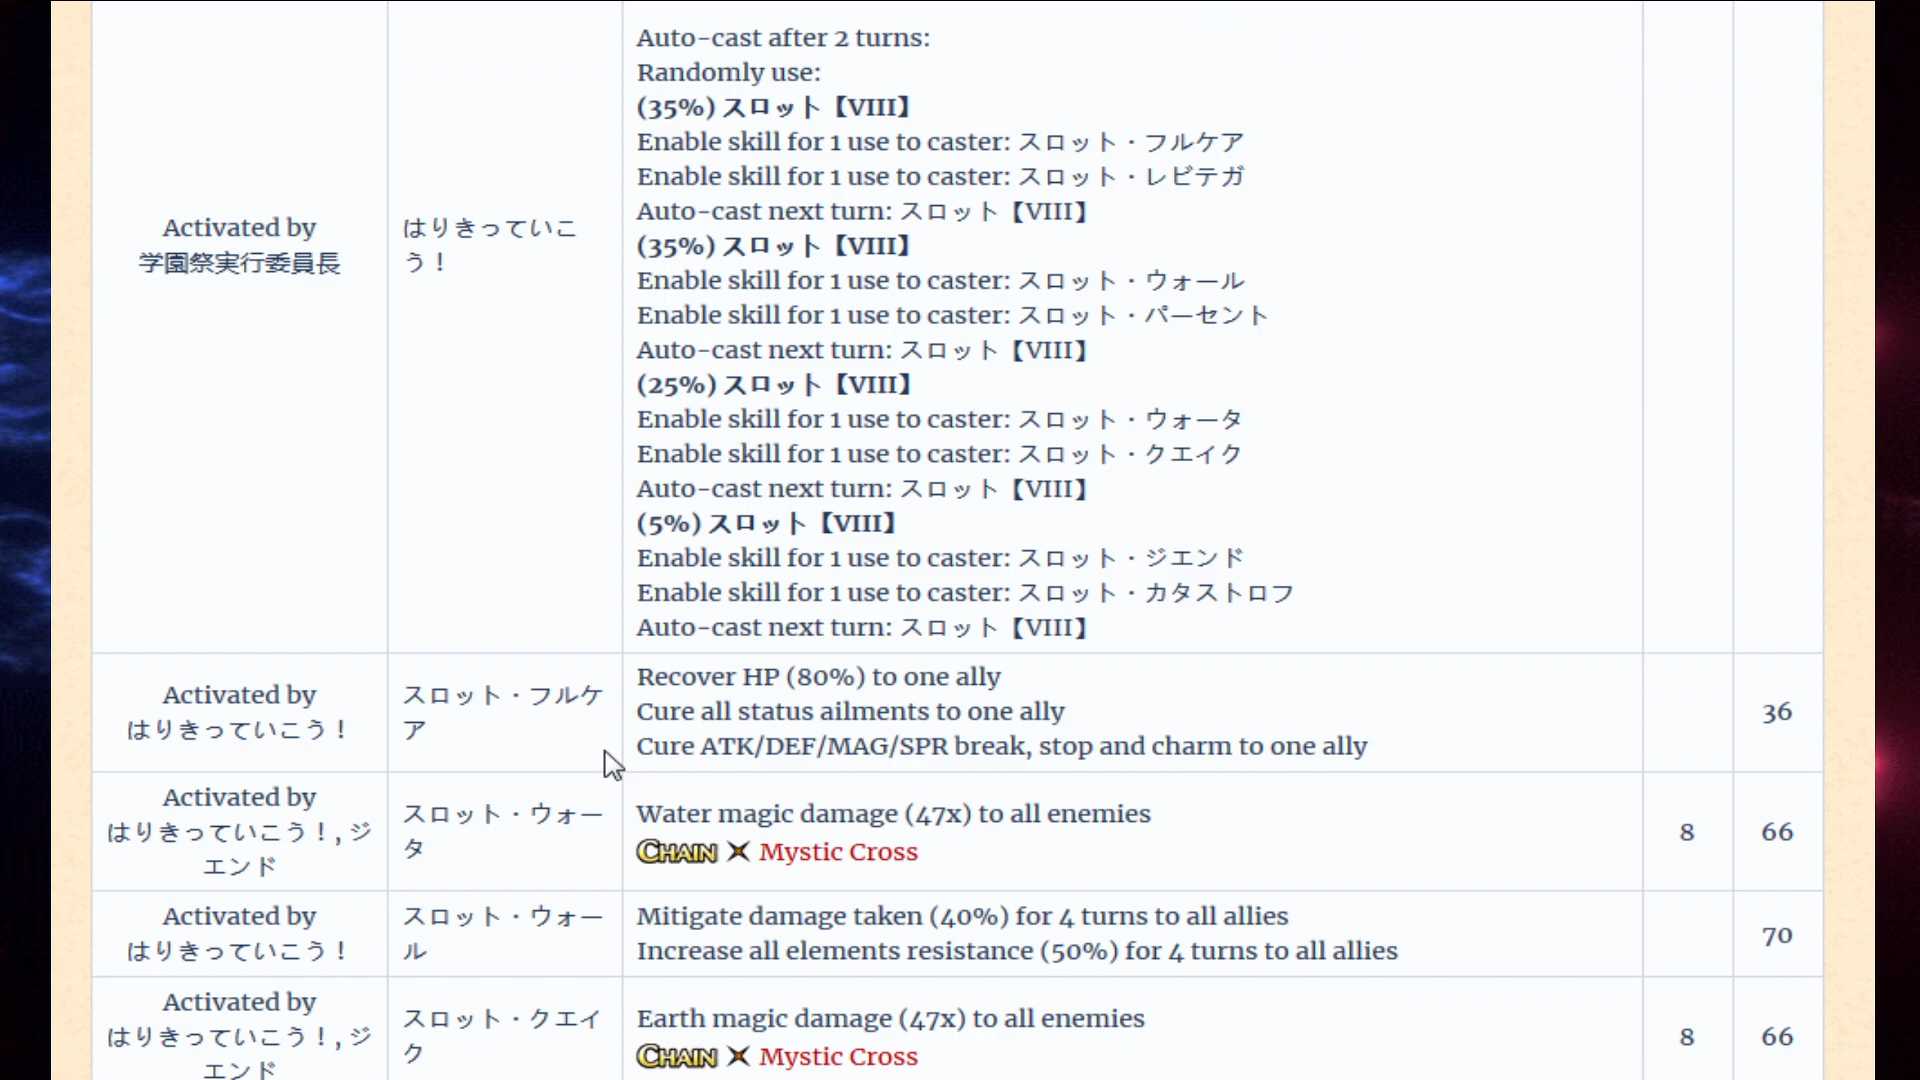 Auto-cast after 2 turns:
Randomly use:
(35%) スロット【VIII】
Enable skill for 1 use to caster: スロット・フルケア
Enable skill for 1 use to caster: スロット・レビテガ
Auto-cast next turn: スロット【VIII】
(35%) スロット【VIII】
Enable skill for 1 use to caster: スロット・ウォール
Enable skill for 1 use to caster: スロット・パーセント
Auto-cast next turn: スロット【VIII】
(25%) スロット【VIII】
Enable skill for 1 use to caster: スロット・ウォータ
Enable skill for 1 use to caster: スロット・クエイク
Auto-cast next turn: スロット【VIII】
(5%) スロット【VIII】
Enable skill for 1 use to caster: スロット・ジエンド
Enable skill for 1 use to caster: スロット・カタストロフ
Auto-cast next turn: スロット【VIII】
Activated by
学園祭実行委員長
はりきっていこ
う！
Activated by
はりきっていこう！
スロット・フルケ
ア
Recover HP (80%) to one ally
Cure all status ailments to one ally
Cure ATK/DEF/MAG/SPR break, stop and charm to one ally
36
Activated by
はりきっていこう！, ジ
エンド
スロット・ウォー
タ
Water magic damage (47x) to all enemies
CHAIN Mystic Cross
8
66
Activated by
はりきっていこう！
スロット・ウォー
ル
Mitigate damage taken (40%) for 4 turns to all allies
Increase all elements resistance (50%) for 4 turns to all allies
70
Activated by
はりきっていこう！, ジ
エンド
スロット・クエイ
ク
Earth magic damage (47x) to all enemies
CHAIN Mystic Cross
8
66